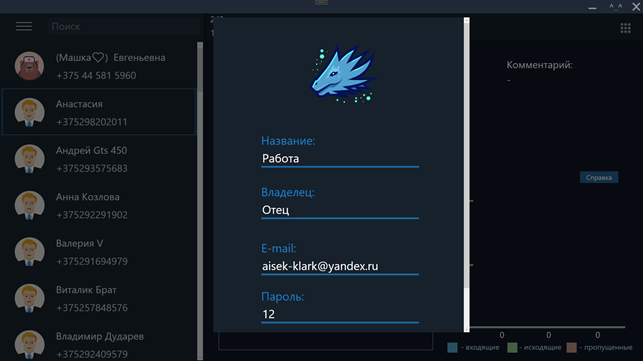 ^_^
Поиск
(Машка♡) Евгеньевна
+375 44 581 5960
Анастасия
+375298202011
Андрей Gts 450
+375293575683
Анна Козлова
+375292291902
Валерия V
+375291694979
Виталик Брат
+375257848576
Владимир Дударев
+375292409579
Название:
Работа
Владелец:
Отец
E-mail:
aisek-klark@yandex.ru
Пароль:
12
Комментарий:
-
Справка
0 0 0
- входящие - исходящие - пропущенные